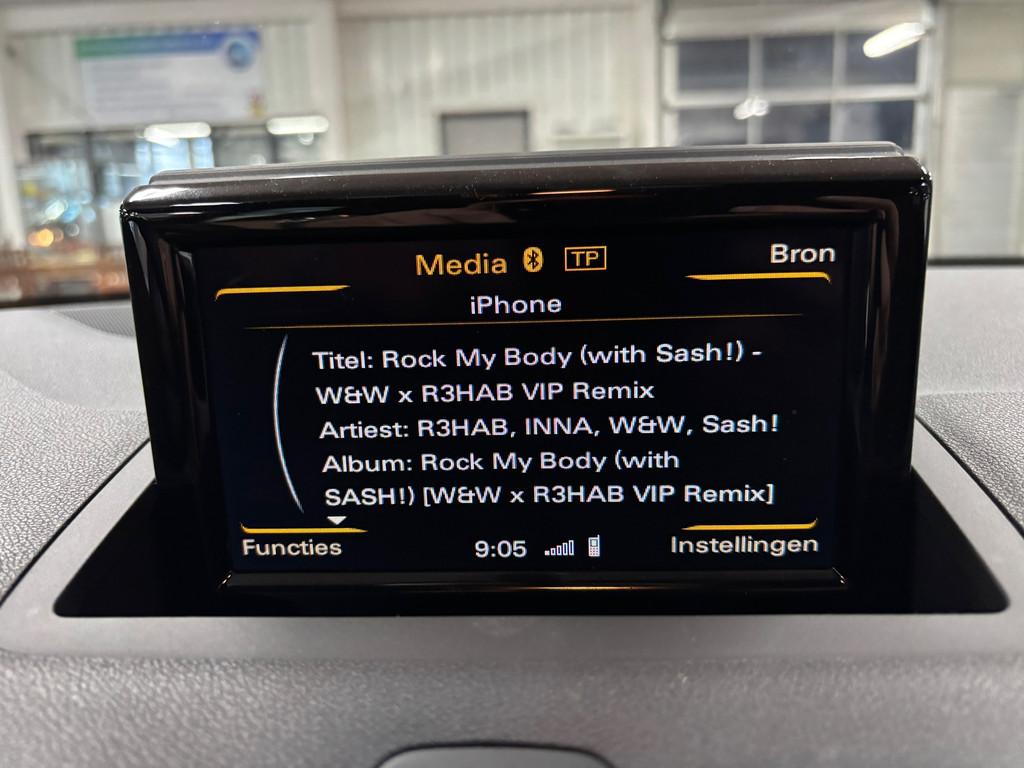 Media TP
Bron
iPhone
Titel: Rock My Body (with Sash!) -
W&W x R3HAB VIP Remix
Artiest: R3HAB, INNA, W&W, Sash!
Album: Rock My Body (with
SASH!) [W&W x R3HAB VIP Remix]
Functies
9:05
Instellingen